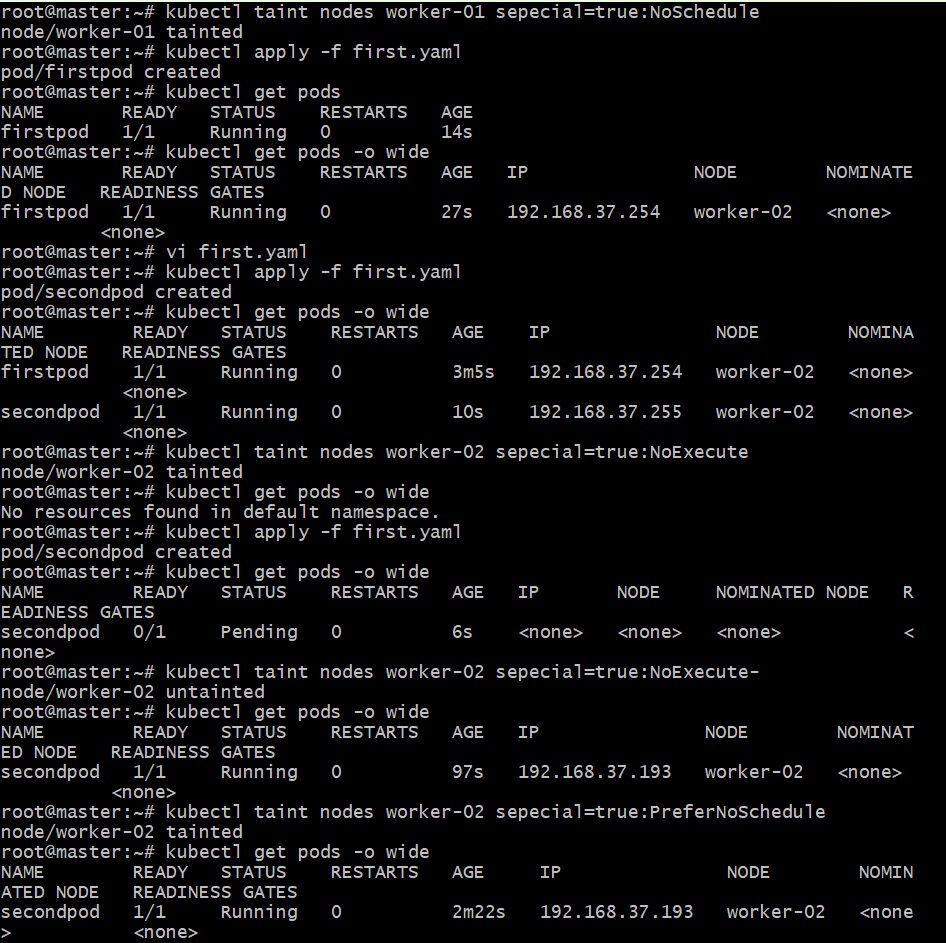 root@master:~# kubectl taint nodes worker-01 sepecial=true:NoSchedule
node/worker-01 tainted
root@master:~# kubectl apply -f first.yaml
pod/firstpod created
root@master:~# kubectl get pods
NAME       READY   STATUS    RESTARTS   AGE
firstpod   1/1     Running   0          14s
root@master:~# kubectl get pods -o wide
NAME       READY   STATUS    RESTARTS   AGE   IP               NODE        NOMINATE
D NODE   READINESS GATES
firstpod   1/1     Running   0          27s   192.168.37.254   worker-02   <none>
         <none>
root@master:~# vi first.yaml
root@master:~# kubectl apply -f first.yaml
pod/secondpod created
root@master:~# kubectl get pods -o wide
NAME        READY   STATUS    RESTARTS   AGE    IP               NODE        NOMINA
TED NODE   READINESS GATES
firstpod    1/1     Running   0          3m5s   192.168.37.254   worker-02   <none>
           <none>
secondpod   1/1     Running   0          10s    192.168.37.255   worker-02   <none>
           <none>
root@master:~# kubectl taint nodes worker-02 sepecial=true:NoExecute
node/worker-02 tainted
root@master:~# kubectl get pods -o wide
No resources found in default namespace.
root@master:~# kubectl apply -f first.yaml
pod/secondpod created
root@master:~# kubectl get pods -o wide
NAME        READY   STATUS    RESTARTS   AGE   IP       NODE     NOMINATED NODE   R
EADINESS GATES
secondpod   0/1     Pending   0          6s    <none>   <none>   <none>           <
none>
root@master:~# kubectl taint nodes worker-02 sepecial=true:NoExecute-
node/worker-02 untainted
root@master:~# kubectl get pods -o wide
NAME        READY   STATUS    RESTARTS   AGE   IP               NODE        NOMINAT
ED NODE   READINESS GATES
secondpod   1/1     Running   0          97s   192.168.37.193   worker-02   <none>
          <none>
root@master:~# kubectl taint nodes worker-02 sepecial=true:PreferNoSchedule
node/worker-02 tainted
root@master:~# kubectl get pods -o wide
NAME        READY   STATUS    RESTARTS   AGE     IP               NODE        NOMIN
ATED NODE   READINESS GATES
secondpod   1/1     Running   0          2m22s   192.168.37.193   worker-02   <none
>           <none>